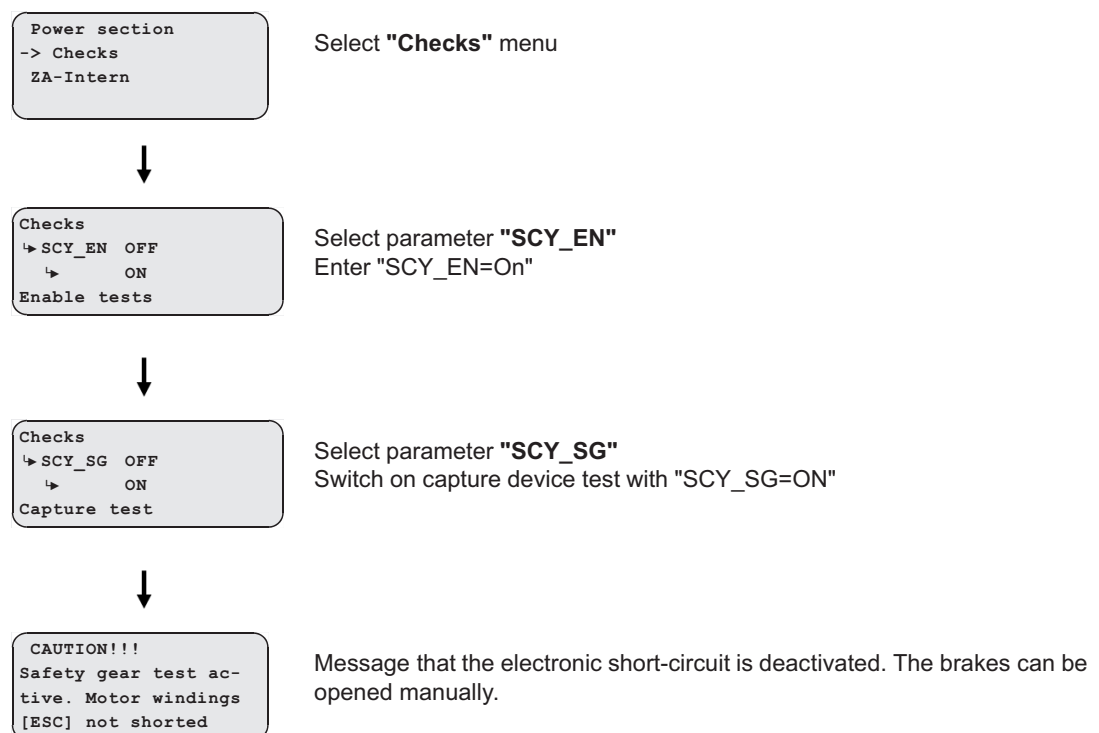 Power section
-> Checks
ZA-Intern
Select "Checks" menu
Checks
↳ SCY_EN OFF
↳ ON
Enable tests
Select parameter "SCY_EN"
Enter "SCY_EN=On"
Checks
↳ SCY_SG OFF
↳ ON
Capture test
Select parameter "SCY_SG"
Switch on capture device test with "SCY_SG=ON"
CAUTION!!!
Safety gear test ac-
tive. Motor windings
[ESC] not shorted
Message that the electronic short-circuit is deactivated. The brakes can be
opened manually.